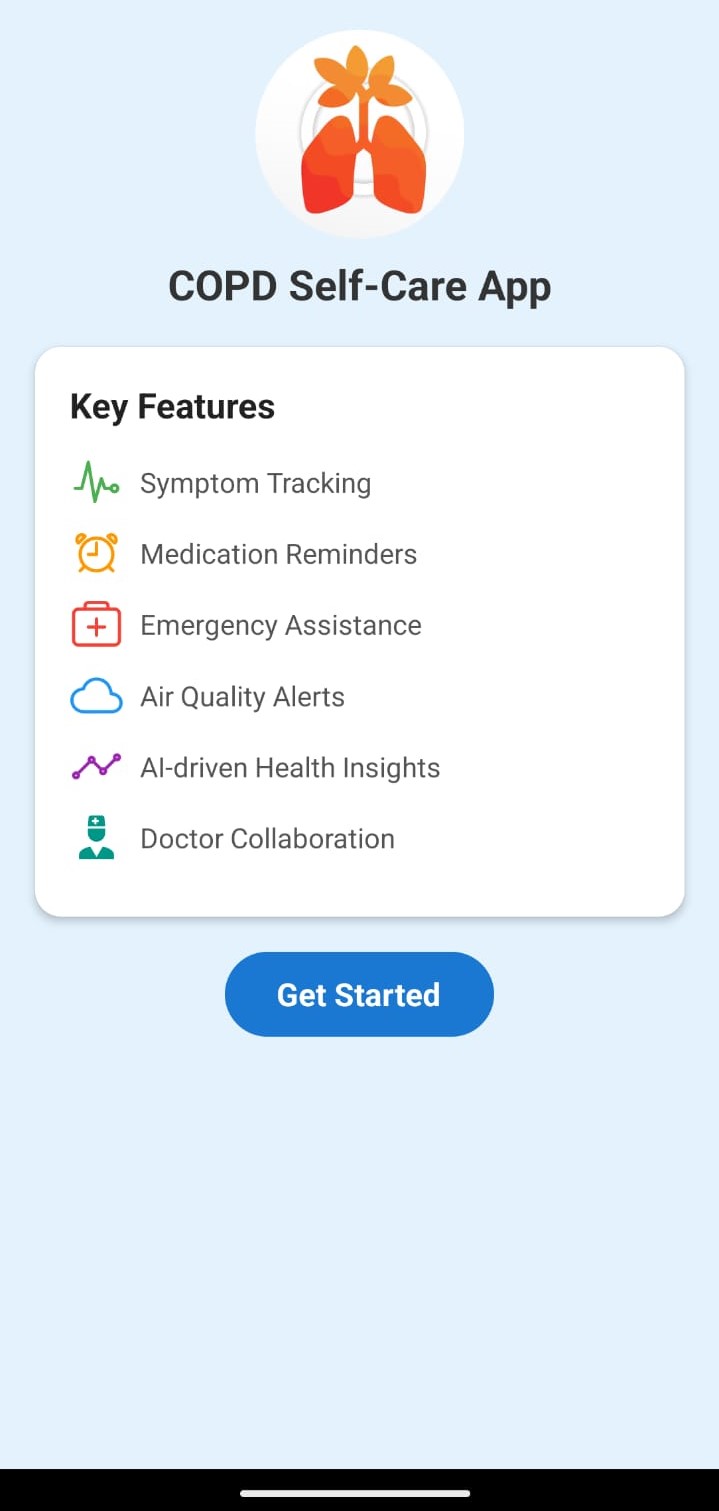 COPD Self-Care App
Key Features
Symptom Tracking
Medication Reminders
Emergency Assistance
Air Quality Alerts
AI-driven Health Insights
Doctor Collaboration
Get Started